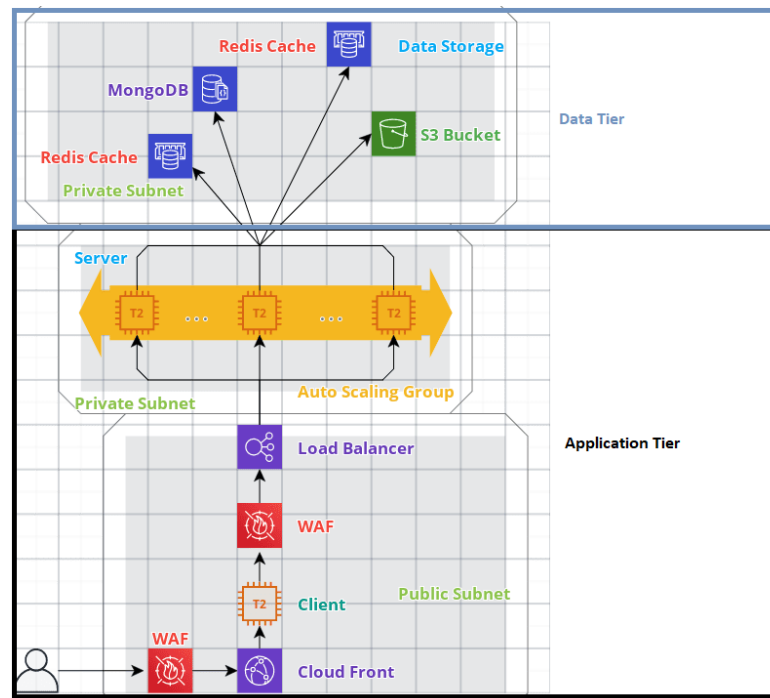 Redis Cache
Data Storage
MongoDB
Data Tier
S3 Bucket
Redis Cache
Private Subnet
Server
T2
...
T2
...
T2
Auto Scaling Group
Private Subnet
Application Tier
Load Balancer
WAF
Public Subnet
T2
Client
WAF
Cloud Front